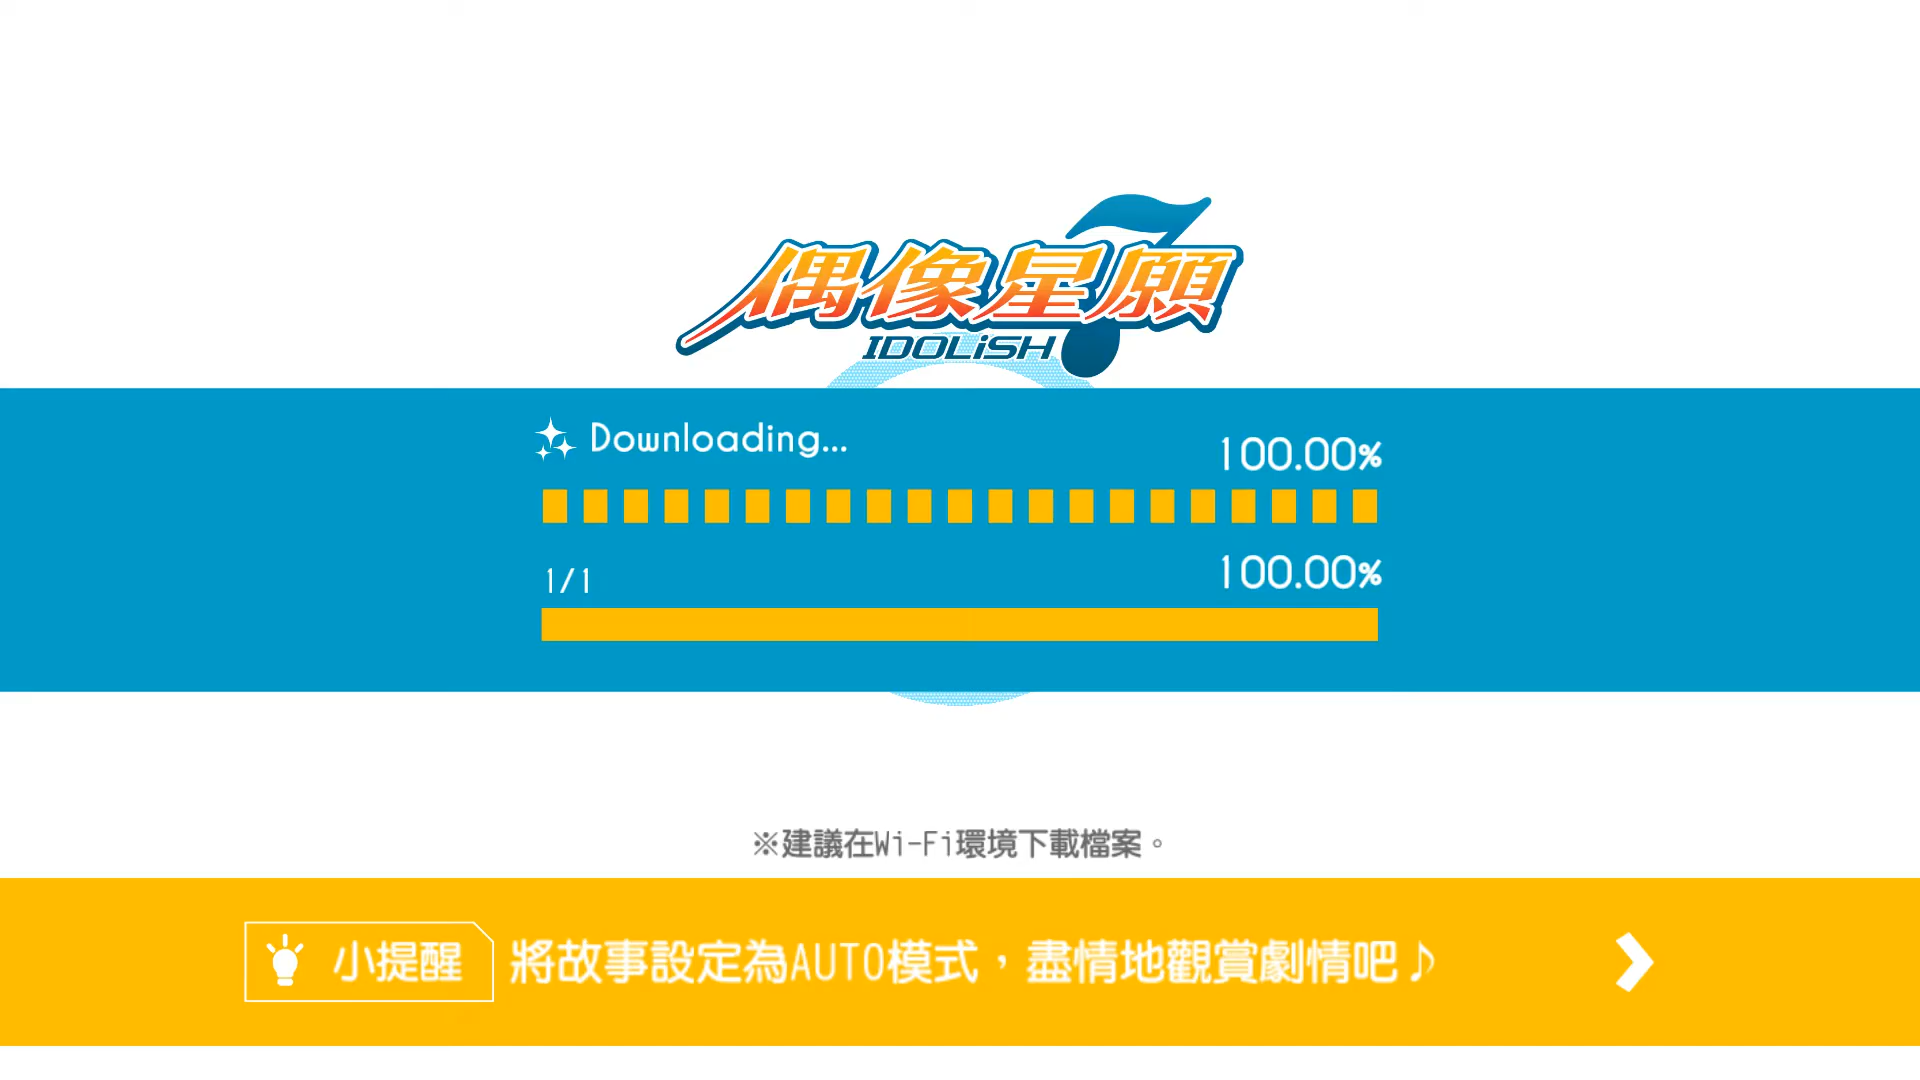 偶像星願
IDOLiSH
Downloading...
100.00%
1/1
100.00%
※建議在Wi-Fi環境下載檔案。
小提醒
將故事設定為AUTO模式，盡情地觀賞劇情吧♪